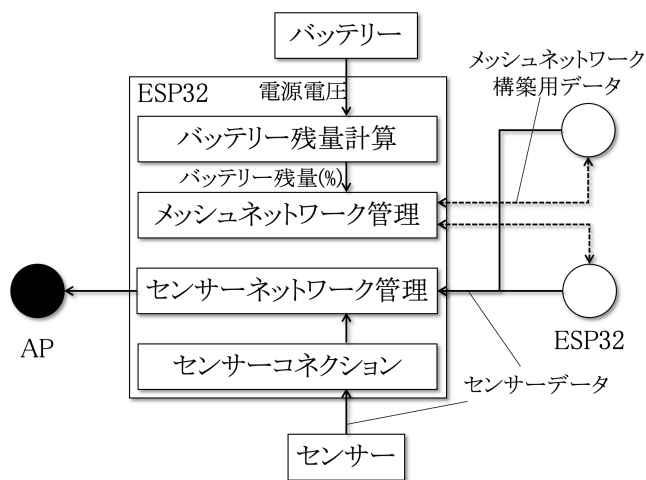 バッテリー
ESP32
電源電圧
メッシュネットワーク
構築用データ
バッテリー残量計算
バッテリー残量(%)
メッシュネットワーク管理
センサーネットワーク管理
AP
ESP32
センサーコネクション
センサーデータ
センサー